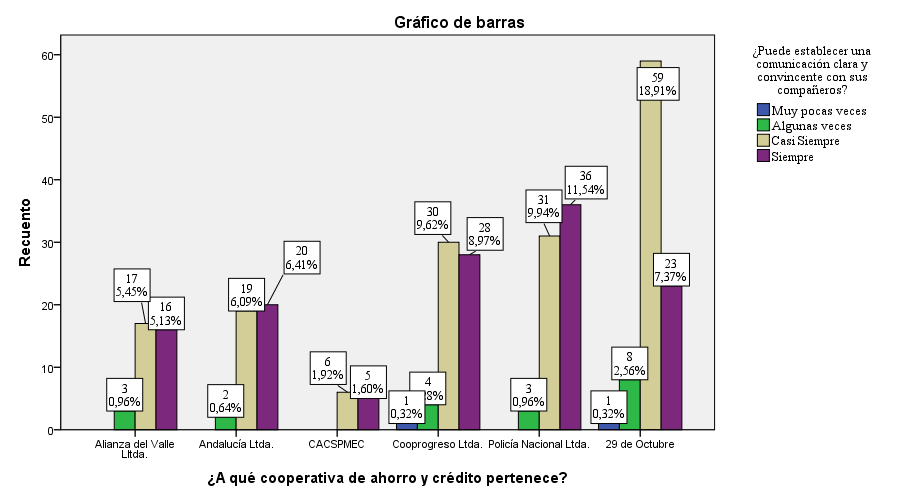 Gráfico de barras
Recuento
60
50
40
30
20
10
0
3
0,96%
17
5,45%
16
5,13%
2
0,64%
19
6,09%
20
6,41%
6
1,92%
5
1,60%
1
0,32%
4
8%
30
9,62%
28
8,97%
3
0,96%
31
9,94%
36
11,54%
1
0,32%
8
2,56%
59
18,91%
23
7,37%
Alianza del Valle
Lltda.
Andalucía Ltda.
CACSPMEC
Cooprogreso Ltda.
Policía Nacional Ltda.
29 de Octubre
¿A qué cooperativa de ahorro y crédito pertenece?
¿Puede establecer una
comunicación clara y
convincente con sus
compañeros?
Muy pocas veces
Algunas veces
Casi Siempre
Siempre